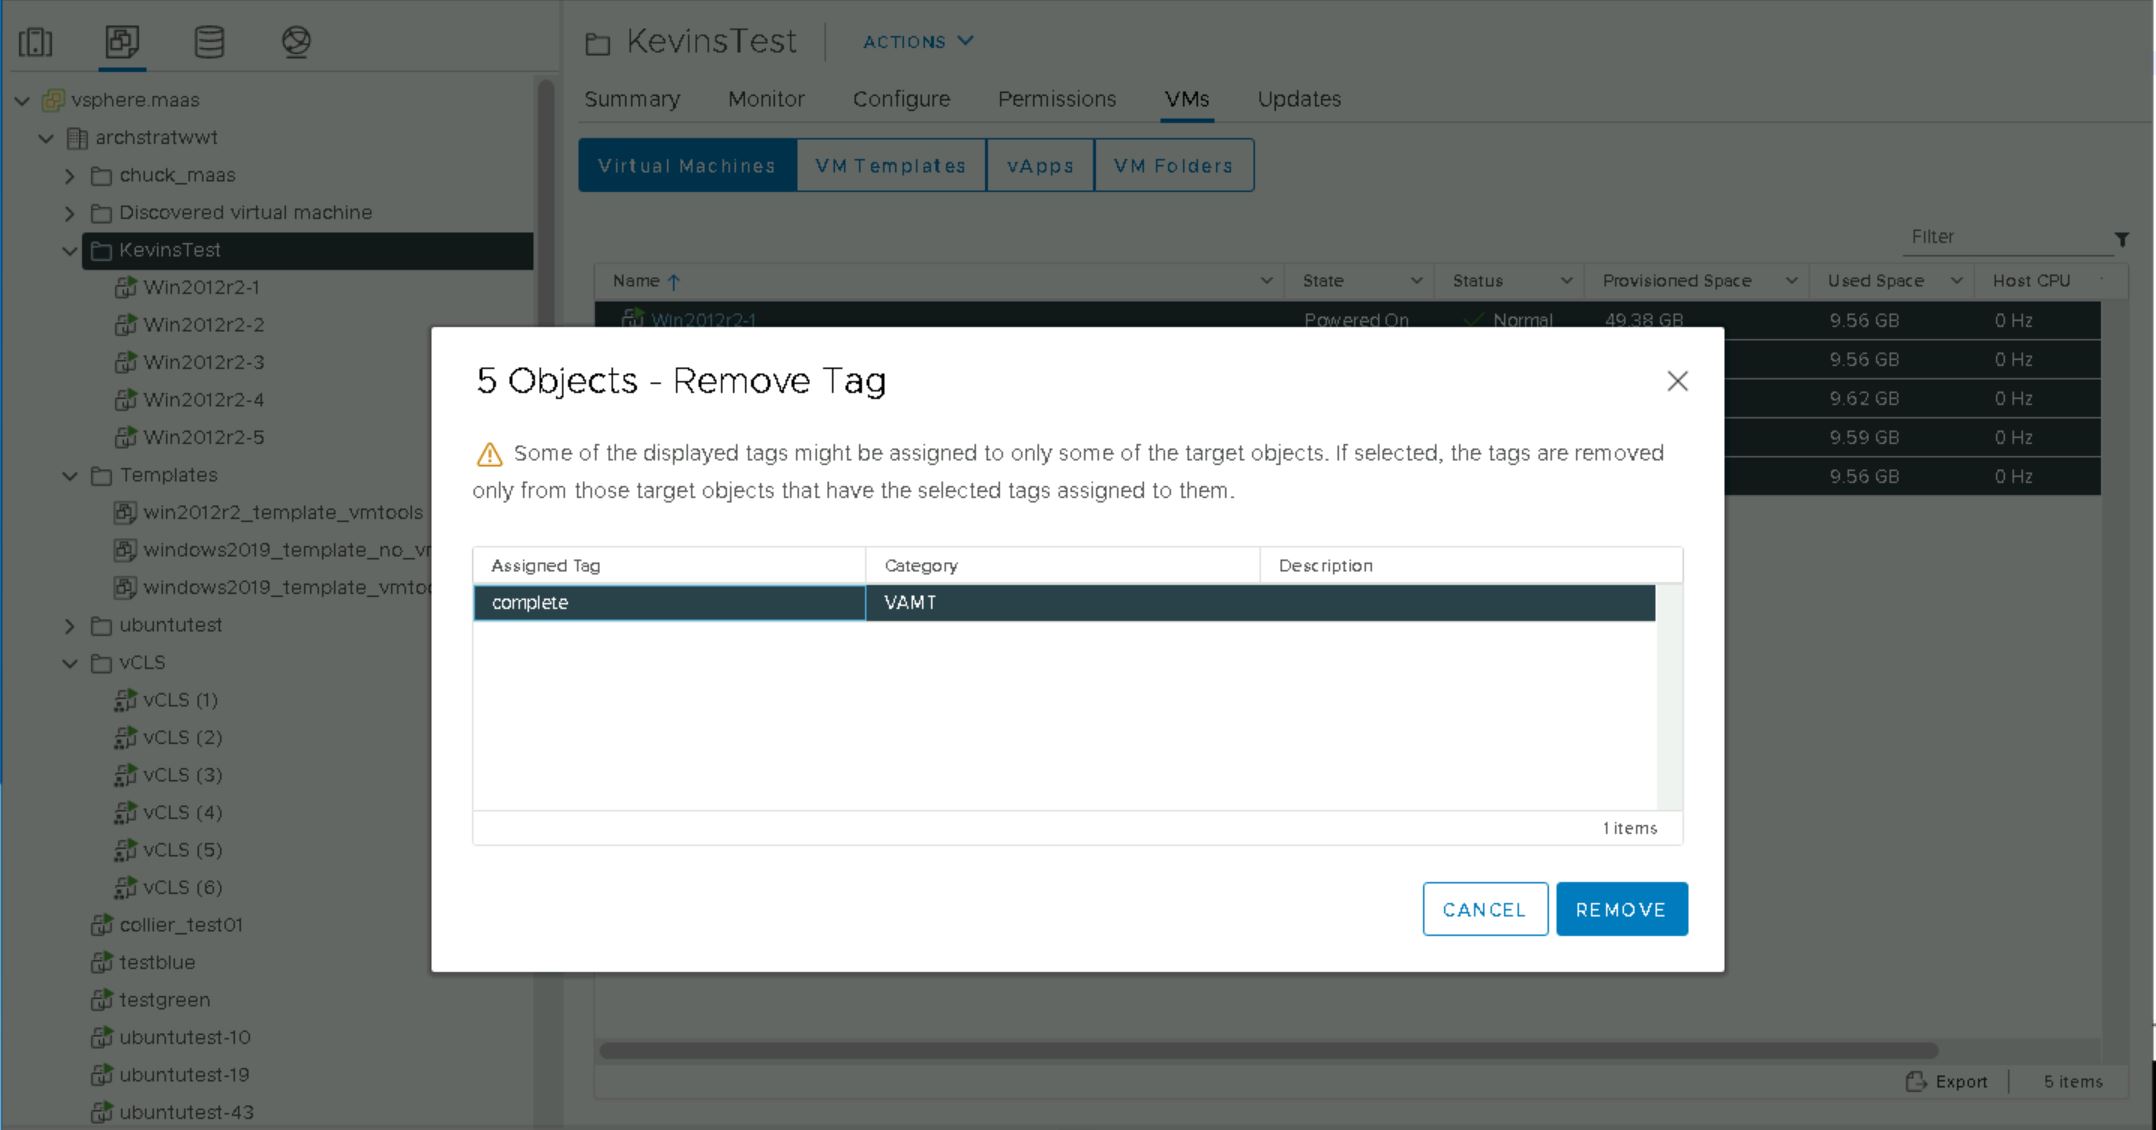 KevinsTest
ACTIONS
vsphere.maas
archstratwwt
chuck_maas
Discovered virtual machine
KevinsTest
Win2012r2-1
Win2012r2-2
Win2012r2-3
Win2012r2-4
Win2012r2-5
Templates
win2012r2_template_vmtools
windows2019_template_no_vr
windows2019_template_vmtoo
ubuntutest
vCLS
vCLS (1)
vCLS (2)
vCLS (3)
vCLS (4)
vCLS (5)
vCLS (6)
collier_test01
testblue
testgreen
ubuntutest-10
ubuntutest-19
ubuntutest-43
Summary Monitor Configure Permissions VMs Updates
Virtual Machines VM Templates vApps VM Folders
Filter
Name State Status Provisioned Space Used Space Host CPU
Win2012r2-1 Powered On Normal 49.38 GB 9.56 GB 0 Hz
9.56 GB 0 Hz
9.62 GB 0 Hz
9.59 GB 0 Hz
9.56 GB 0 Hz
5 Objects - Remove Tag
Some of the displayed tags might be assigned to only some of the target objects. If selected, the tags are removed
only from those target objects that have the selected tags assigned to them.
Assigned Tag Category Description
complete VAMT
1 items
CANCEL REMOVE
Export 5 items